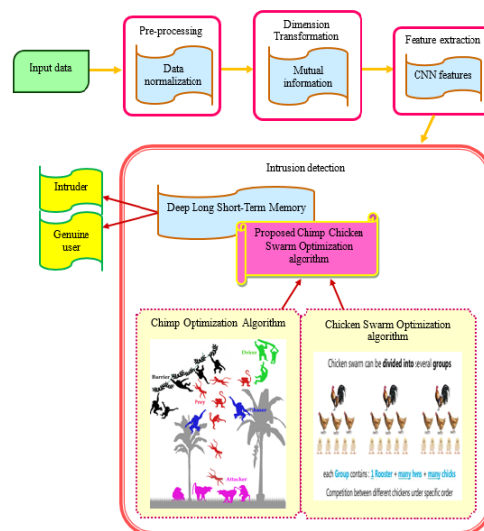 Pre-processing
Dimension
Transformation
Feature extraction
Input data
Data
normalization
Mutual
information
CNN features
Intrusion detection
Intruder
Genuine
user
Deep Long Short-Term Memory
Proposed Chimp Chicken
Swarm Optimization
algorithm
Chimp Optimization Algorithm
Driver
Barrier
Prey
Chaser
Attacker
Chicken Swarm Optimization
algorithm
Chicken swarm can be divided into several groups
each Group contains: 1 Rooster + many hens + many chicks
Competition between different chickens under specific order